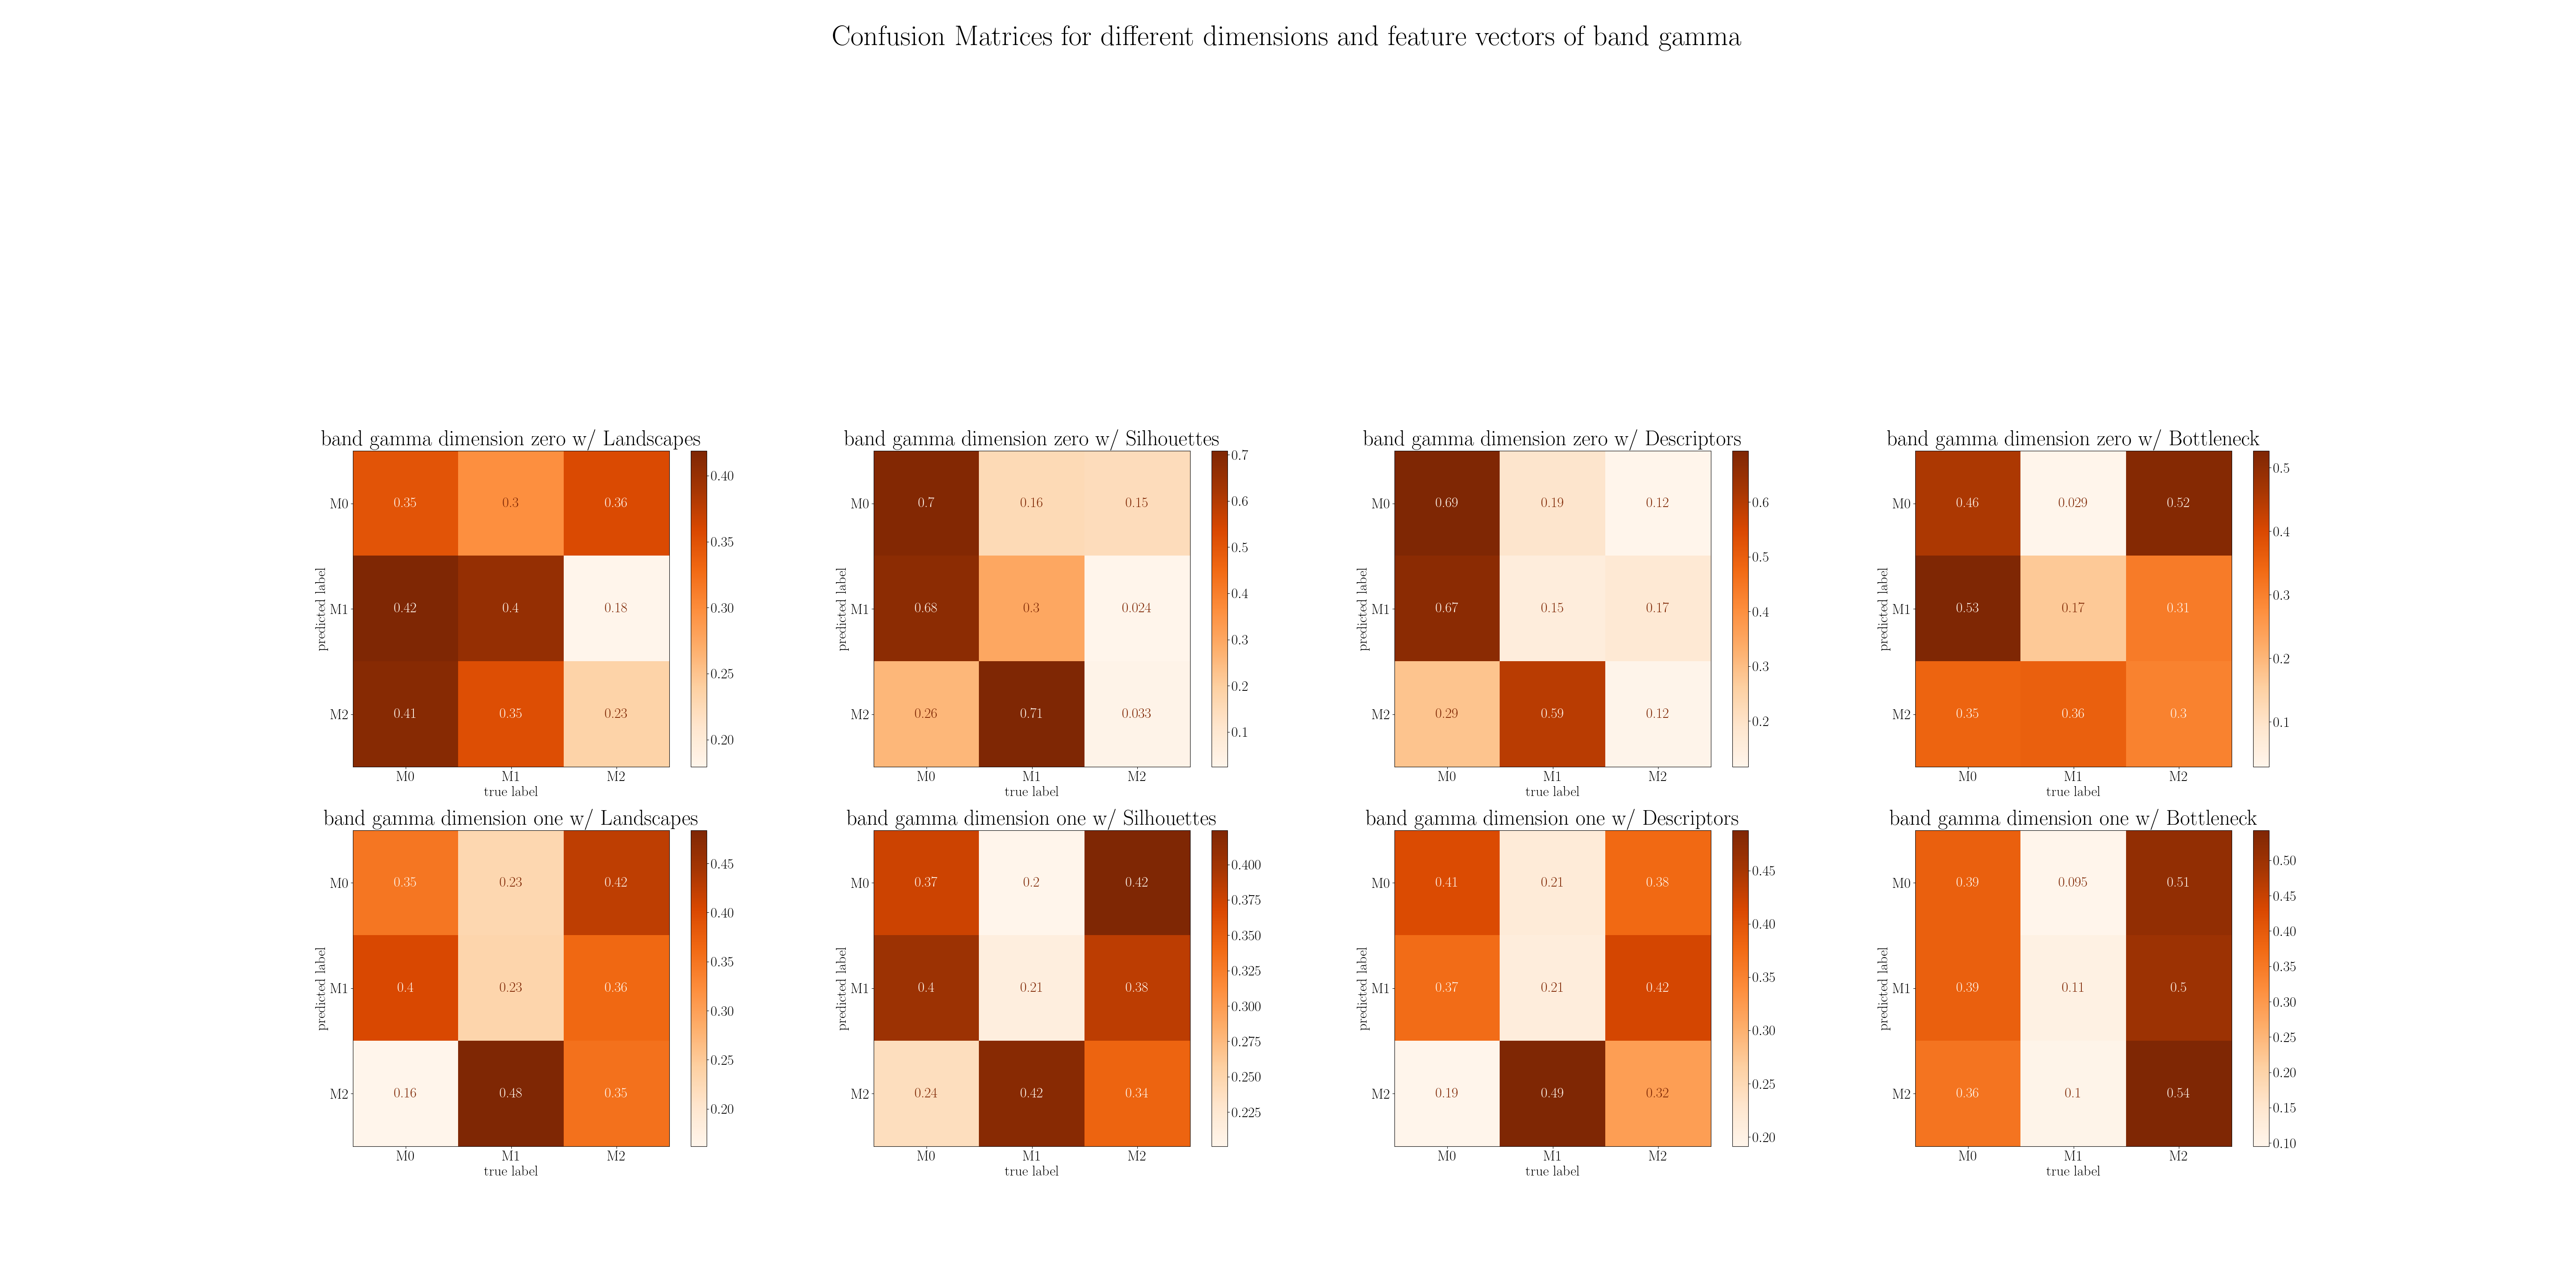 Confusion Matrices for different dimensions and feature vectors of band gamma
band gamma dimension zero w/ Landscapes
predicted label
M0 0.35 0.3 0.36
M1 0.42 0.4 0.18
M2 0.41 0.35 0.23
M0 M1 M2
true label
0.40
0.35
0.30
0.25
0.20
band gamma dimension zero w/ Silhouettes
predicted label
M0 0.7 0.16 0.15
M1 0.68 0.3 0.024
M2 0.26 0.71 0.033
M0 M1 M2
true label
0.7
0.6
0.5
0.4
0.3
0.2
0.1
band gamma dimension zero w/ Descriptors
predicted label
M0 0.69 0.19 0.12
M1 0.67 0.15 0.17
M2 0.29 0.59 0.12
M0 M1 M2
true label
0.6
0.5
0.4
0.3
0.2
band gamma dimension zero w/ Bottleneck
predicted label
M0 0.46 0.029 0.52
M1 0.53 0.17 0.31
M2 0.35 0.36 0.3
M0 M1 M2
true label
0.5
0.4
0.3
0.2
0.1
band gamma dimension one w/ Landscapes
predicted label
M0 0.35 0.23 0.42
M1 0.4 0.23 0.36
M2 0.16 0.48 0.35
M0 M1 M2
true label
0.45
0.40
0.35
0.30
0.25
0.20
band gamma dimension one w/ Silhouettes
predicted label
M0 0.37 0.2 0.42
M1 0.4 0.21 0.38
M2 0.24 0.42 0.34
M0 M1 M2
true label
0.400
0.375
0.350
0.325
0.300
0.275
0.250
0.225
band gamma dimension one w/ Descriptors
predicted label
M0 0.41 0.21 0.38
M1 0.37 0.21 0.42
M2 0.19 0.49 0.32
M0 M1 M2
true label
0.45
0.40
0.35
0.30
0.25
0.20
band gamma dimension one w/ Bottleneck
predicted label
M0 0.39 0.095 0.51
M1 0.39 0.11 0.5
M2 0.36 0.1 0.54
M0 M1 M2
true label
0.50
0.45
0.40
0.35
0.30
0.25
0.20
0.15
0.10